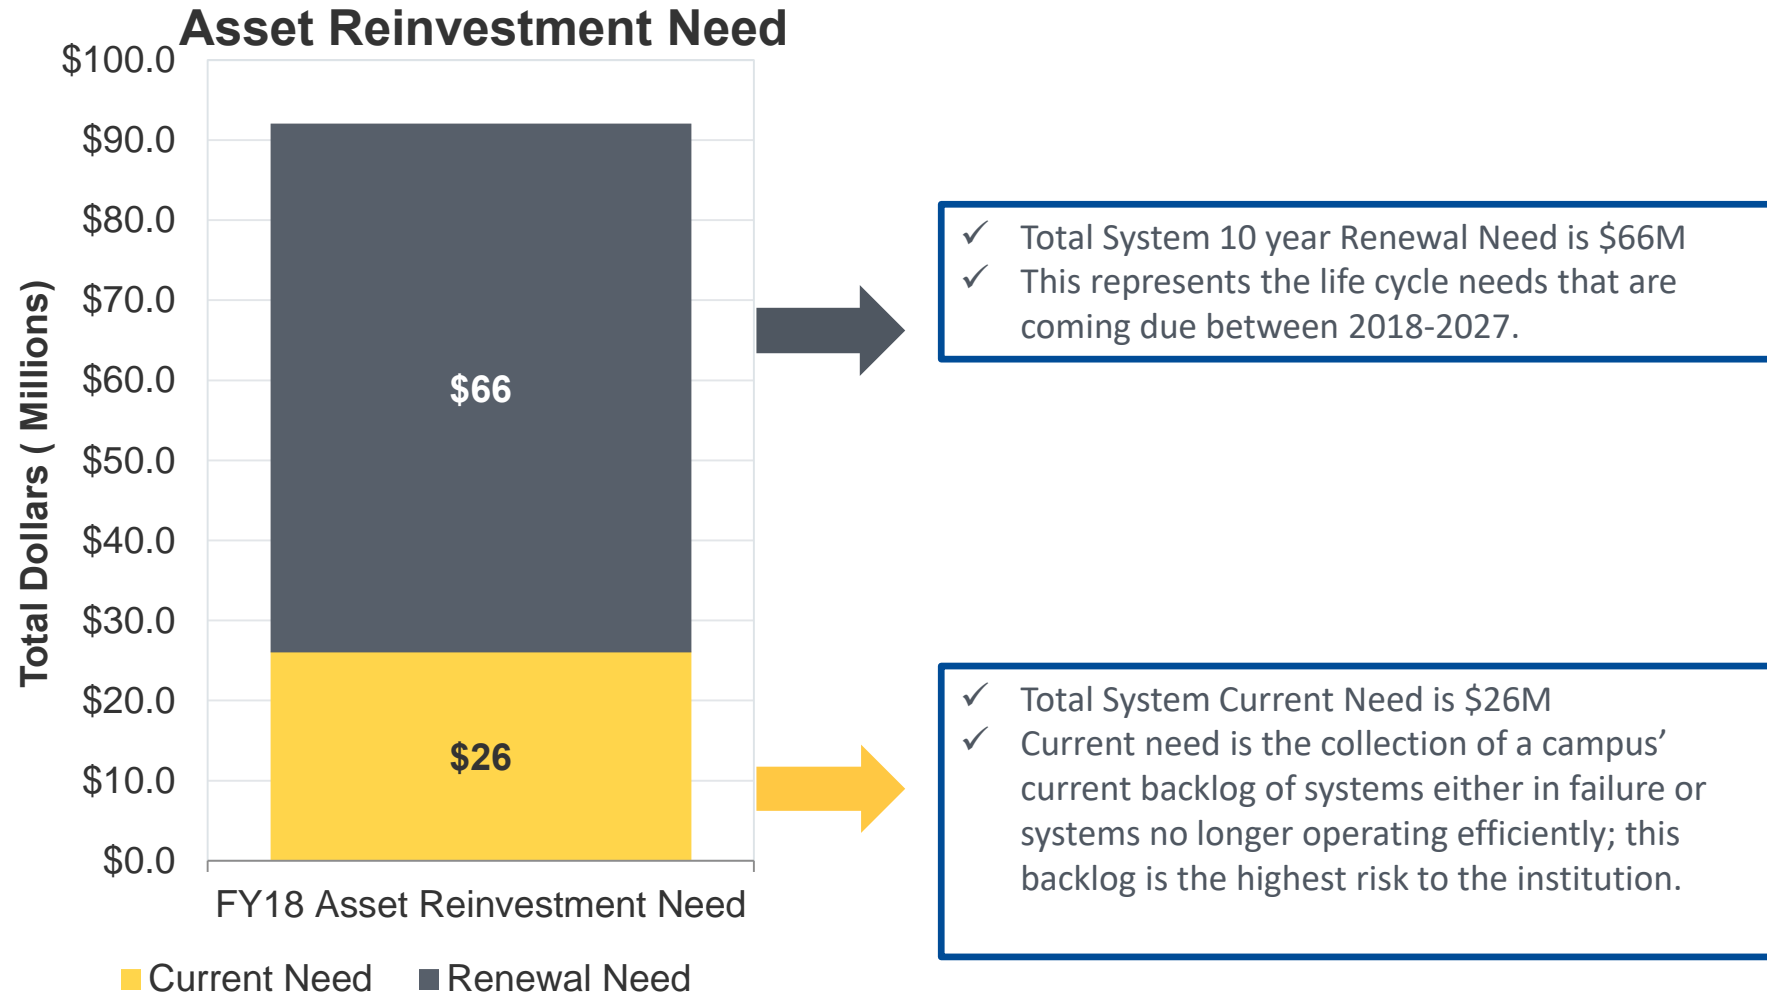 Asset Reinvestment Need
$100.0
$90.0
$80.0
$70.0
$60.0
$50.0
$40.0
$30.0
$20.0
$10.0
$0.0
Total Dollars ( Millions)
$66
$26
FY18 Asset Reinvestment Need
Current Need
Renewal Need
✓ Total System 10 year Renewal Need is $66M
✓ This represents the life cycle needs that are
coming due between 2018-2027.
✓ Total System Current Need is $26M
✓ Current need is the collection of a campus’
current backlog of systems either in failure or
systems no longer operating efficiently; this
backlog is the highest risk to the institution.